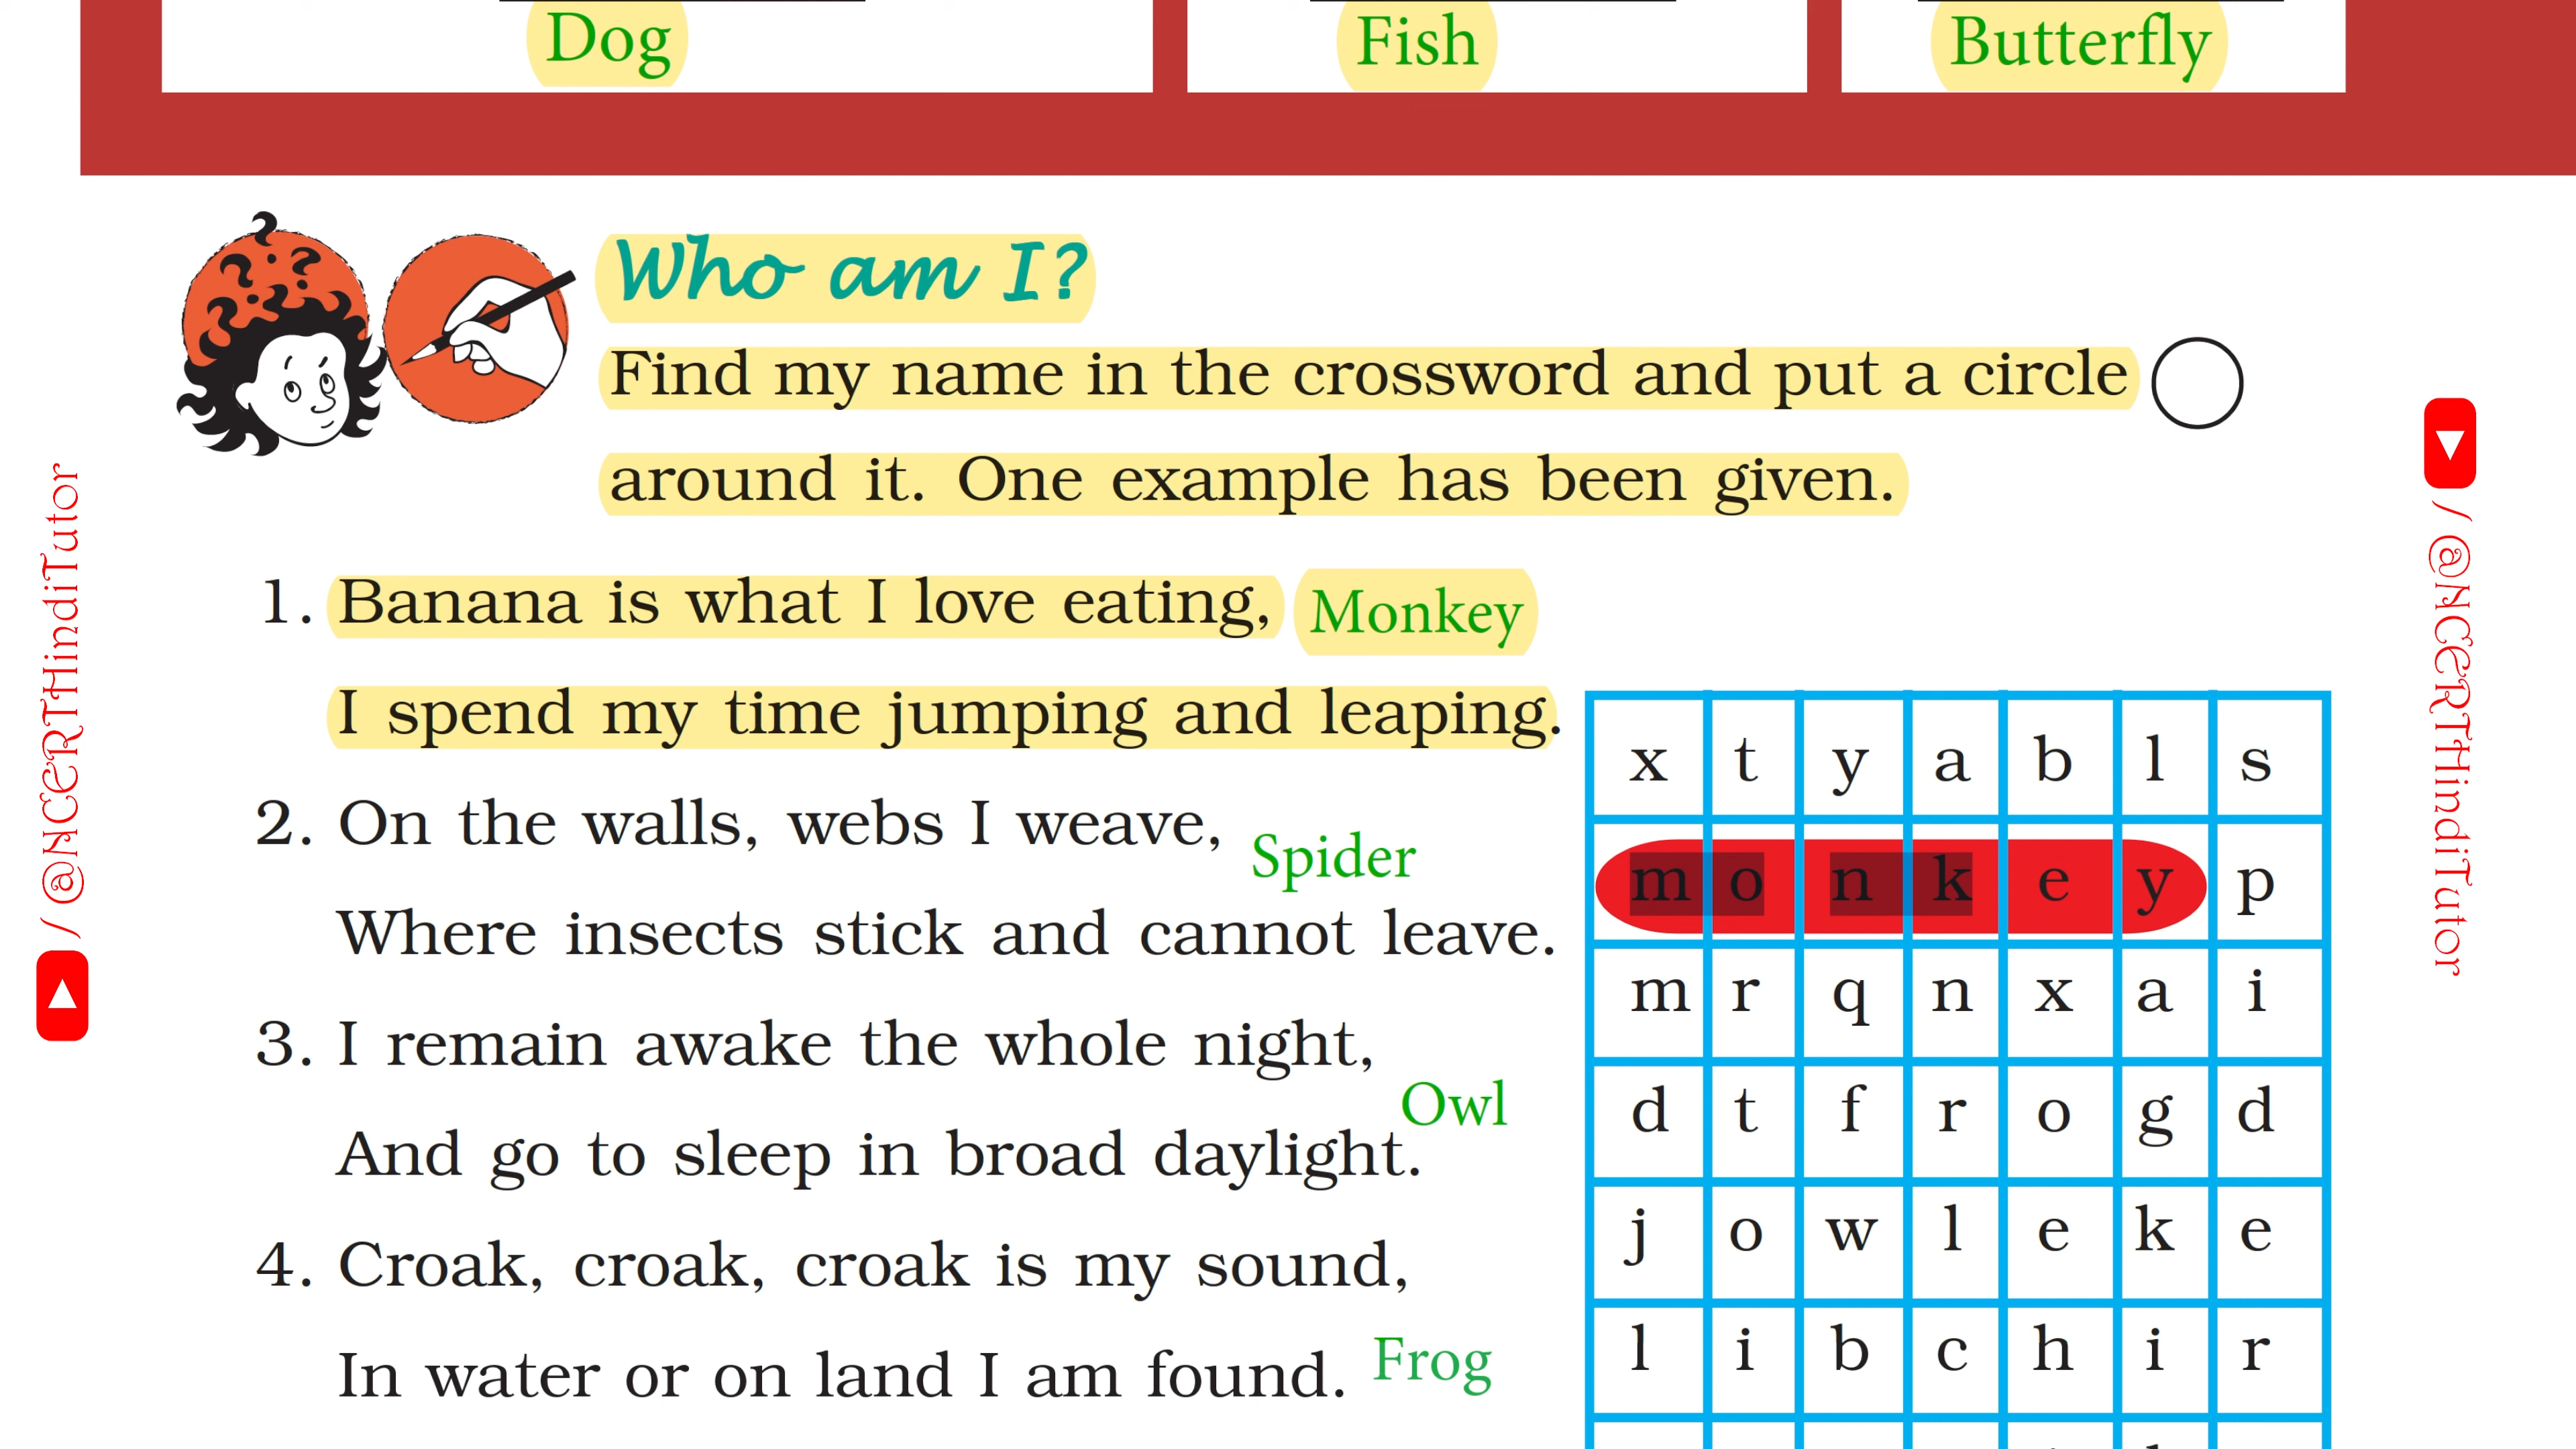 Dog Fish Butterfly
Who am I?
Find my name in the crossword and put a circle
around it. One example has been given.
1. Banana is what I love eating, Monkey
I spend my time jumping and leaping.
2. On the walls, webs I weave,
Spider
Where insects stick and cannot leave.
3. I remain awake the whole night,
Owl
And go to sleep in broad daylight.
4. Croak, croak, croak is my sound,
In water or on land I am found. Frog
x t y a b l s
m o n k e y p
m r q n x a i
d t f r o g d
j o w l e k e
l i b c h i r
/ @NCERTHindiTutor
/ @NCERTHindiTutor